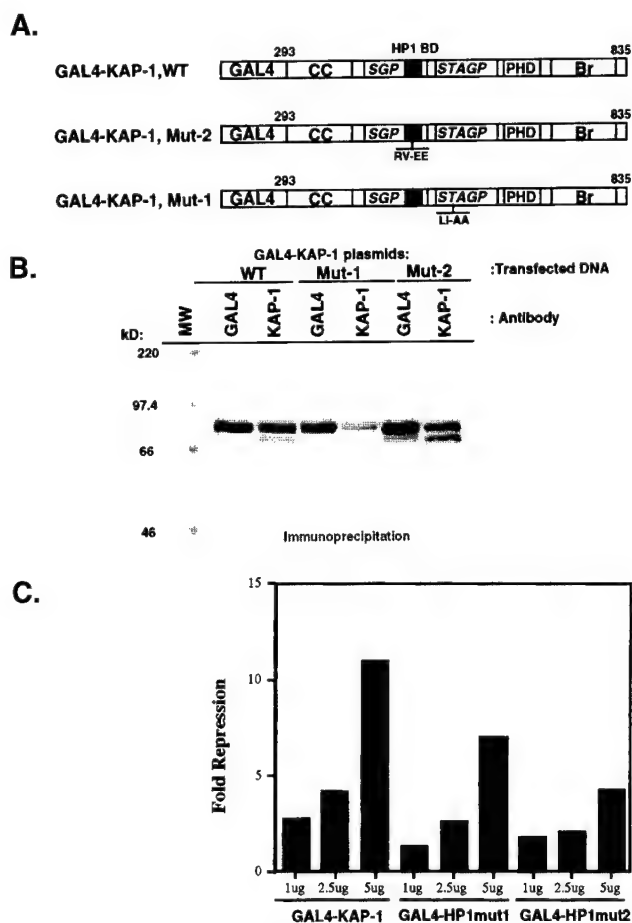 A.
293 HP1 BD 835
GAL4-KAP-1,WT GAL4 CC SGP STAGP PHD Br
293 835
GAL4-KAP-1, Mut-2 GAL4 CC SGP STAGP PHD Br
RV-EE
293 835
GAL4-KAP-1, Mut-1 GAL4 CC SGP STAGP PHD Br
LI-AA
B.
GAL4-KAP-1 plasmids:
WT Mut-1 Mut-2 :Transfected DNA
kD: MW GAL4 KAP-1 GAL4 KAP-1 GAL4 KAP-1 : Antibody
220
97.4
66
46 Immunoprecipitation
C.
15
10
5
0
Fold Repression
1ug 2.5ug 5ug 1ug 2.5ug 5ug 1ug 2.5ug 5ug
GAL4-KAP-1 GAL4-HP1mut1 GAL4-HP1mut2